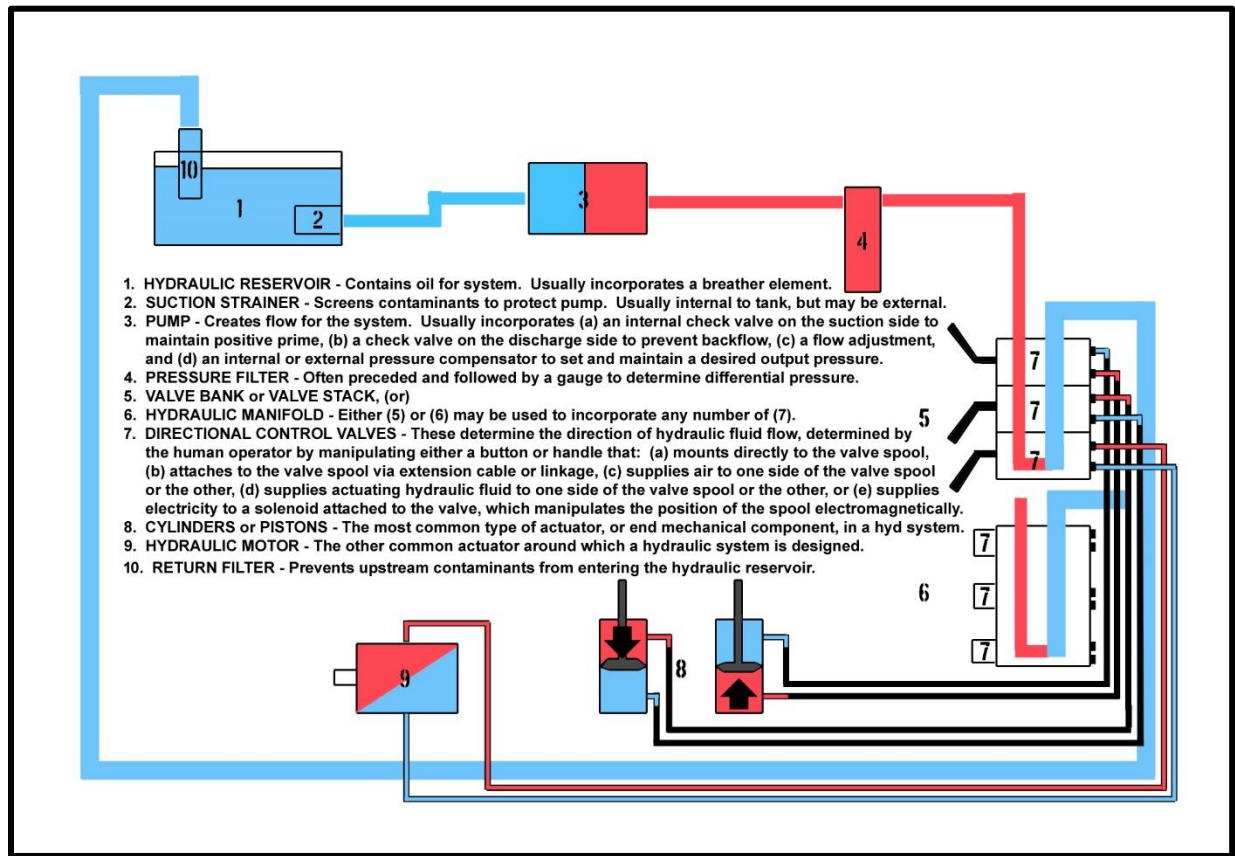 10
1
2
3
4
1. HYDRAULIC RESERVOIR - Contains oil for system. Usually incorporates a breather element.
2. SUCTION STRAINER - Screens contaminants to protect pump. Usually internal to tank, but may be external.
3. PUMP - Creates flow for the system. Usually incorporates (a) an internal check valve on the suction side to
maintain positive prime, (b) a check valve on the discharge side to prevent backflow, (c) a flow adjustment,
and (d) an internal or external pressure compensator to set and maintain a desired output pressure.
4. PRESSURE FILTER - Often preceded and followed by a gauge to determine differential pressure.
5. VALVE BANK or VALVE STACK, (or)
6. HYDRAULIC MANIFOLD - Either (5) or (6) may be used to incorporate any number of (7).
7. DIRECTIONAL CONTROL VALVES - These determine the direction of hydraulic fluid flow, determined by
the human operator by manipulating either a button or handle that: (a) mounts directly to the valve spool,
(b) attaches to the valve spool via extension cable or linkage, (c) supplies air to one side of the valve spool
or the other, (d) supplies actuating hydraulic fluid to one side of the valve spool or the other, or (e) supplies
electricity to a solenoid attached to the valve, which manipulates the position of the spool electromagnetically.
8. CYLINDERS or PISTONS - The most common type of actuator, or end mechanical component, in a hyd system.
9. HYDRAULIC MOTOR - The other common actuator around which a hydraulic system is designed.
10. RETURN FILTER - Prevents upstream contaminants from entering the hydraulic reservoir.
7
7
7
5
7
7
7
6
8
9